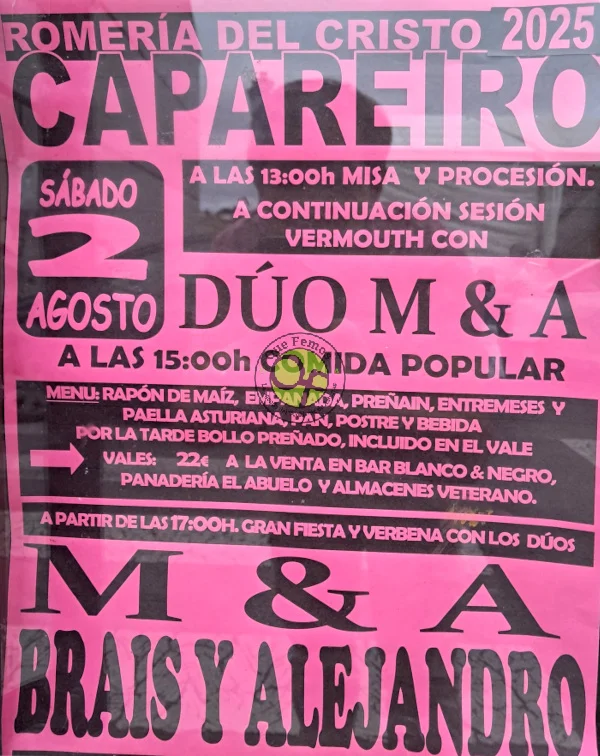 ROMERÍA DEL CRISTO 2025
CAPAREIRO
SÁBADO
2
AGOSTO
A LAS 13:00h MISA Y PROCESIÓN.
A CONTINUACIÓN SESIÓN
VERMOUTH CON
DÚO M & A
A LAS 15:00h COMIDA POPULAR
MENU: RAPÓN DE MAÍZ, EMPANADA, PREÑAIN, ENTREMESES Y
PAELLA ASTURIANA, PAN, POSTRE Y BEBIDA
POR LA TARDE BOLLO PREÑADO, INCLUIDO EN EL VALE
VALES: 22€ A LA VENTA EN BAR BLANCO & NEGRO,
PANADERÍA EL ABUELO Y ALMACENES VETERANO.
A PARTIR DE LAS 17:00H. GRAN FIESTA Y VERBENA CON LOS DÚOS
M & A
BRAIS Y ALEJANDRO